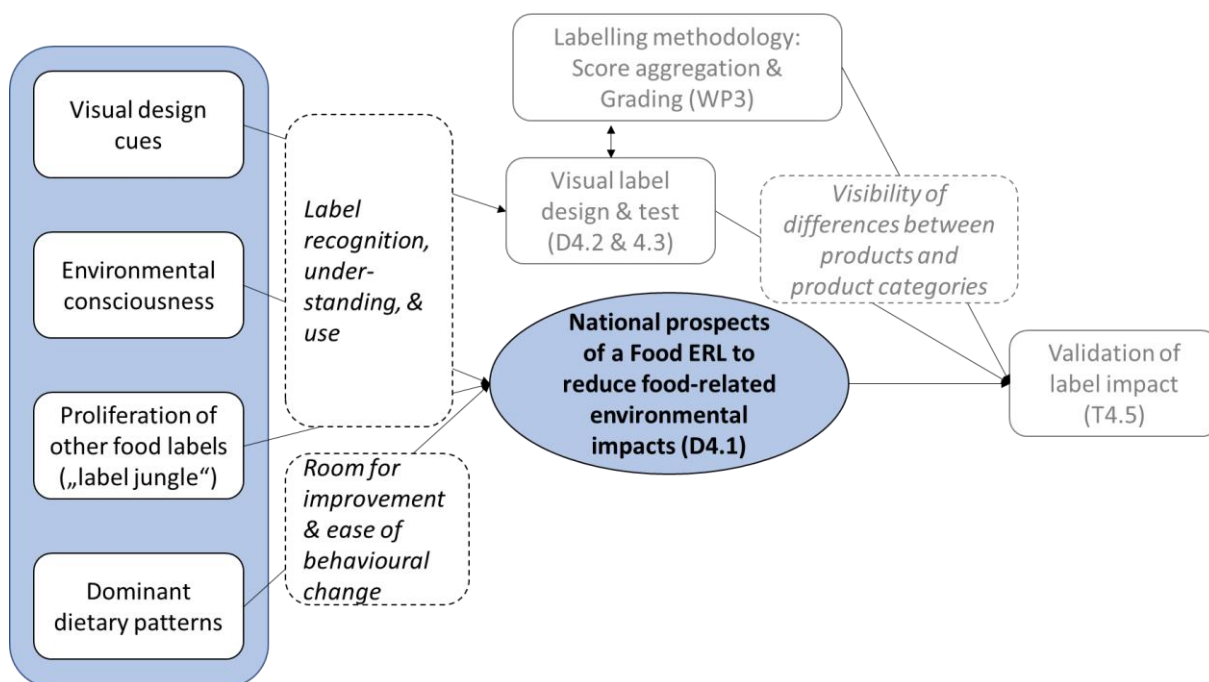 Visual design
cues
Environmental
consciousness
Proliferation of
other food labels
(„label jungle“)
Dominant
dietary patterns
Label
recognition,
under-
standing, &
use
Room for
improvement
& ease of
behavioural
change
Labelling methodology:
Score aggregation &
Grading (WP3)
Visual label
design & test
(D4.2 & 4.3)
National prospects
of a Food ERL to
reduce food-related
environmental
impacts (D4.1)
Visibility of
differences between
products and
product categories
Validation of
label impact
(T4.5)